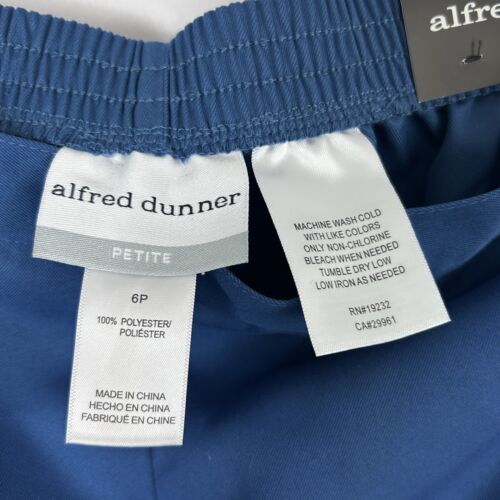 alfre
alfred dunner
PETITE
6P
100% POLYESTER/
POLIÉSTER
MADE IN CHINA
HECHO EN CHINA
FABRIQUÉ EN CHINE
MACHINE WASH COLD
WITH LIKE COLORS
ONLY NON-CHLORINE
BLEACH WHEN NEEDED
TUMBLE DRY LOW
LOW IRON AS NEEDED
RN#19232
CA#29961